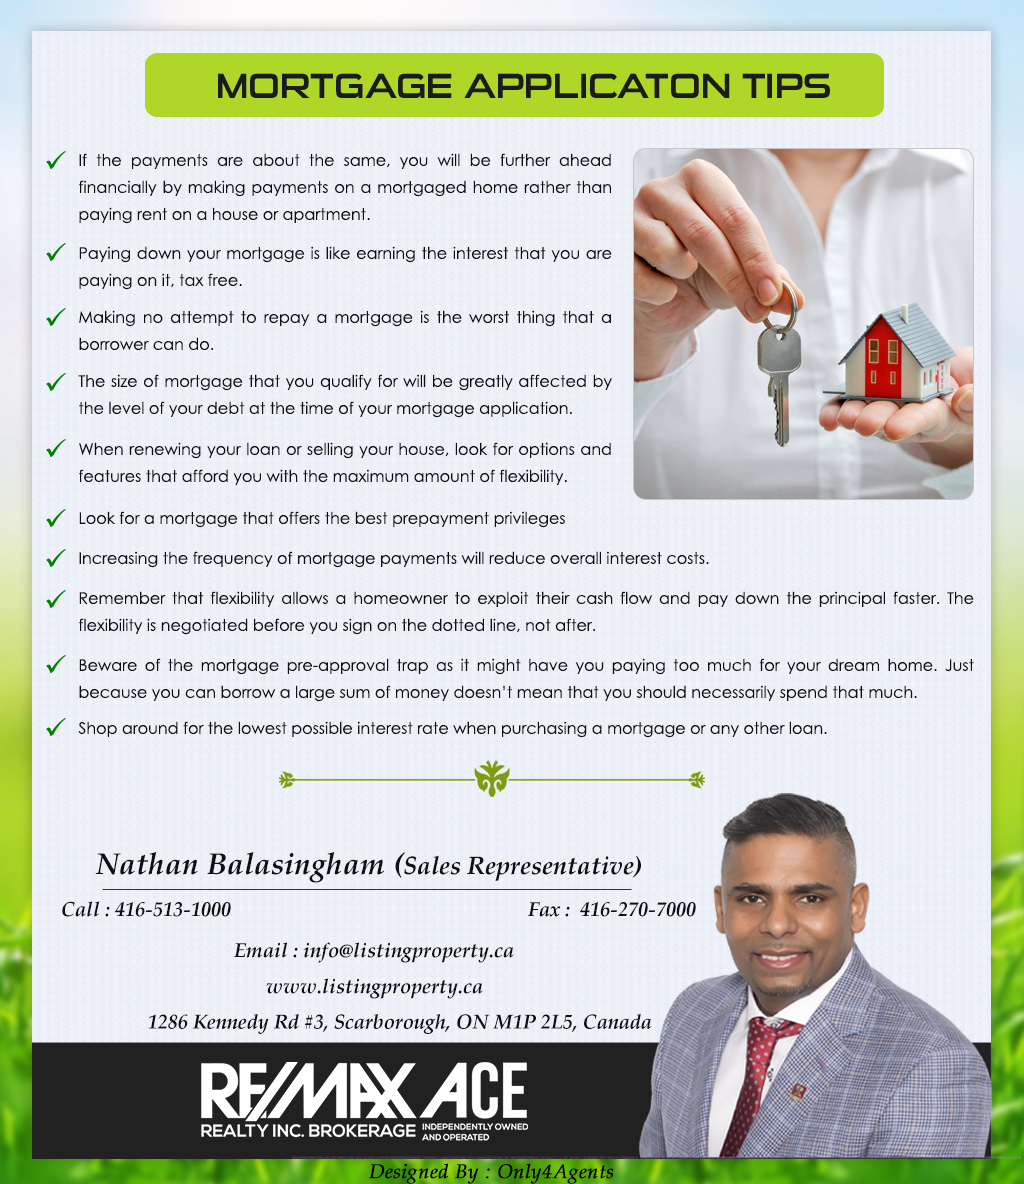 MORTGAGE APPLICATON TIPS
If the payments are about the same, you will be further ahead
financially by making payments on a mortgaged home rather than
paying rent on a house or apartment.
Paying down your mortgage is like earning the interest that you are
paying on it, tax free.
Making no attempt to repay a mortgage is the worst thing that a
borrower can do.
The size of mortgage that you qualify for will be greatly affected by
the level of your debt at the time of your mortgage application.
When renewing your loan or selling your house, look for options and
features that afford you with the maximum amount of flexibility.
Look for a mortgage that offers the best prepayment privileges
Increasing the frequency of mortgage payments will reduce overall interest costs.
Remember that flexibility allows a homeowner to exploit their cash flow and pay down the principal faster. The
flexibility is negotiated before you sign on the dotted line, not after.
Beware of the mortgage pre-approval trap as it might have you paying too much for your dream home. Just
because you can borrow a large sum of money doesn't mean that you should necessarily spend that much.
Shop around for the lowest possible interest rate when purchasing a mortgage or any other loan.
Nathan Balasingham (Sales Representative)
Call : 416-513-1000 Fax : 416-270-7000
Email : info@listingproperty.ca
www.listingproperty.ca
1286 Kennedy Rd #3, Scarborough, ON M1P 2L5, Canada
RE/MAX ACE
REALTY INC. BROKERAGE INDEPENDENTLY OWNED
AND OPERATED
Designed By : Only4Agents